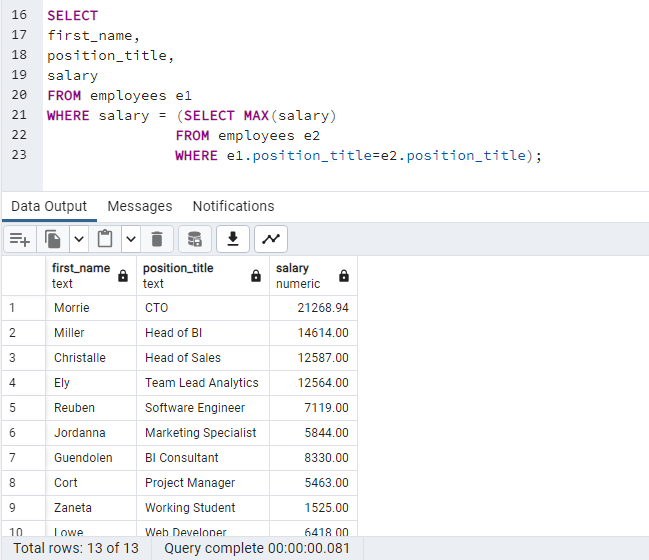 16 SELECT
17 first_name,
18 position_title,
19 salary
20 FROM employees e1
21 WHERE salary = (SELECT MAX(salary)
22 FROM employees e2
23 WHERE e1.position_title=e2.position_title);
Data Output Messages Notifications
first_name position_title salary
text text numeric
1 Morrie CTO 21268.94
2 Miller Head of BI 14614.00
3 Christalle Head of Sales 12587.00
4 Ely Team Lead Analytics 12564.00
5 Reuben Software Engineer 7119.00
6 Jordanna Marketing Specialist 5844.00
7 Guendolen BI Consultant 8330.00
8 Cort Project Manager 5463.00
9 Zaneta Working Student 1525.00
10 Lowe Web Developer 6418.00
Total rows: 13 of 13 Query complete 00:00:00.081